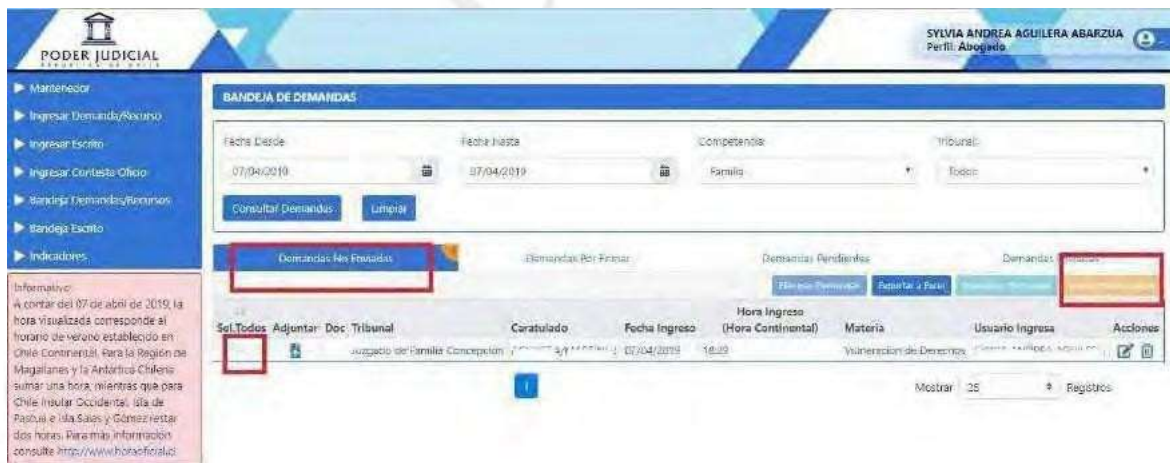 PODER JUDICIAL
SYLVIA ANDREA AGUILERA ABARZUA
Perfil: Abogado
Mantenedor
Ingresar Demanda/Recurso
Ingresar Escrito
Ingresar Contesta Oficio
Bandeja Demandas/Recursos
Bandeja Escrito
Indicadores
Informativo:
A contar del 07 de abril de 2019, la
hora visualizada corresponde al
horario de verano establecido en
Chile Continental. Para la Región de
Magallanes y la Antártica Chilena
sumar una hora, mientras que para
Chile Insular Occidental, Isla de
Pascua e Isla Salas y Gómez restar
dos horas. Para más información
consulte http://www.horaoficial.cl
BANDEJA DE DEMANDAS
Fecha Desde Fecha Hasta Competencia Tribunal
07/04/2019 07/04/2019 Familia Todos
Consultar Demandas Limpiar
Demandas No Enviadas Demandas Por Firmar Demandas Pendientes Demandas
Exportar a Excel
Sel.Todos Adjuntar Doc Tribunal Caratulado Fecha Ingreso Hora Ingreso (Hora Continental) Materia Usuario Ingresa Acciones
Juzgado de Familia Concepción 07/04/2019 18:29 Vulneración de Derechos
1
Mostrar 25 Registros